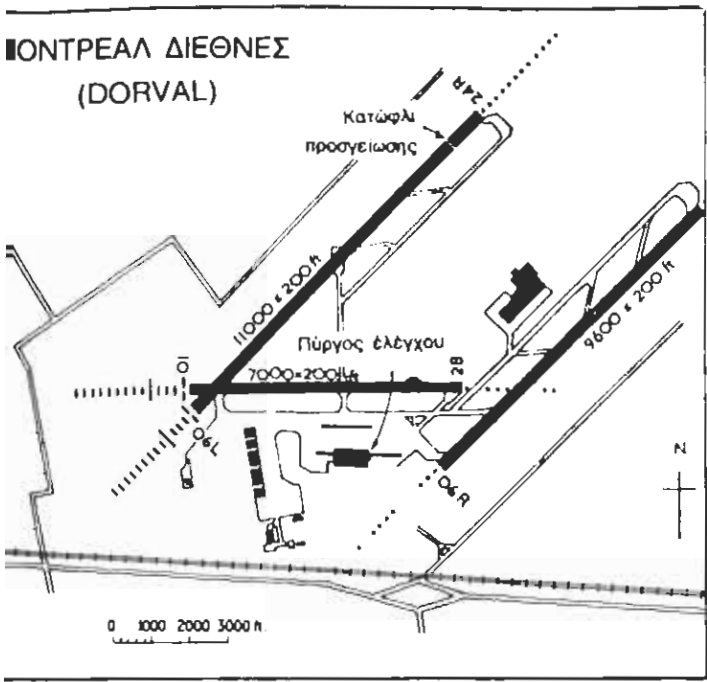 ΜΟΝΤΡΕΑΛ ΔΙΕΘΝΕΣ
(DORVAL)
24R
Κατώφλι
προσγείωσης
11000 x 200 ft
9600 x 200 ft
Πύργος ἐλέγχου
7000×200 ft
28
10
06L
06R
N
0 1000 2000 3000 ft.